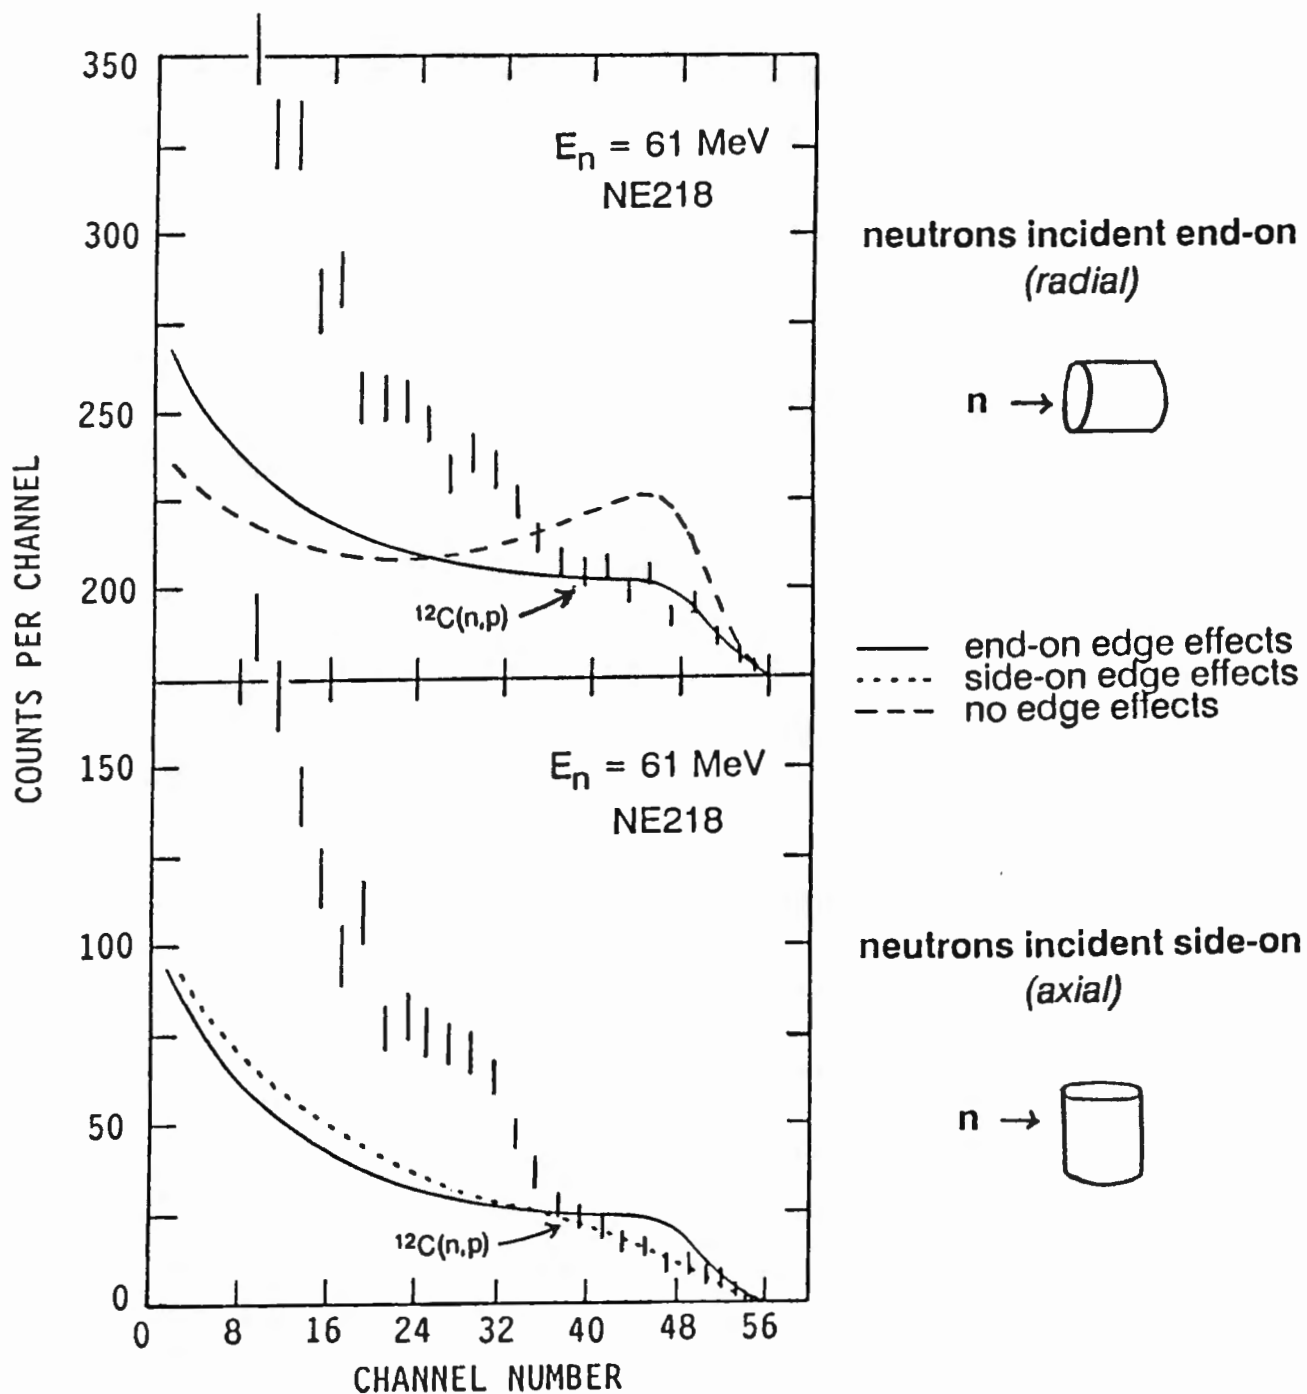 350
300
250
200
150
100
50
0
COUNTS PER CHANNEL
Eₙ = 61 MeV
NE218
¹²C(n,p)
Eₙ = 61 MeV
NE218
¹²C(n,p)
0 8 16 24 32 40 48 56
CHANNEL NUMBER
neutrons incident end-on
(radial)
n →
end-on edge effects
side-on edge effects
no edge effects
neutrons incident side-on
(axial)
n →